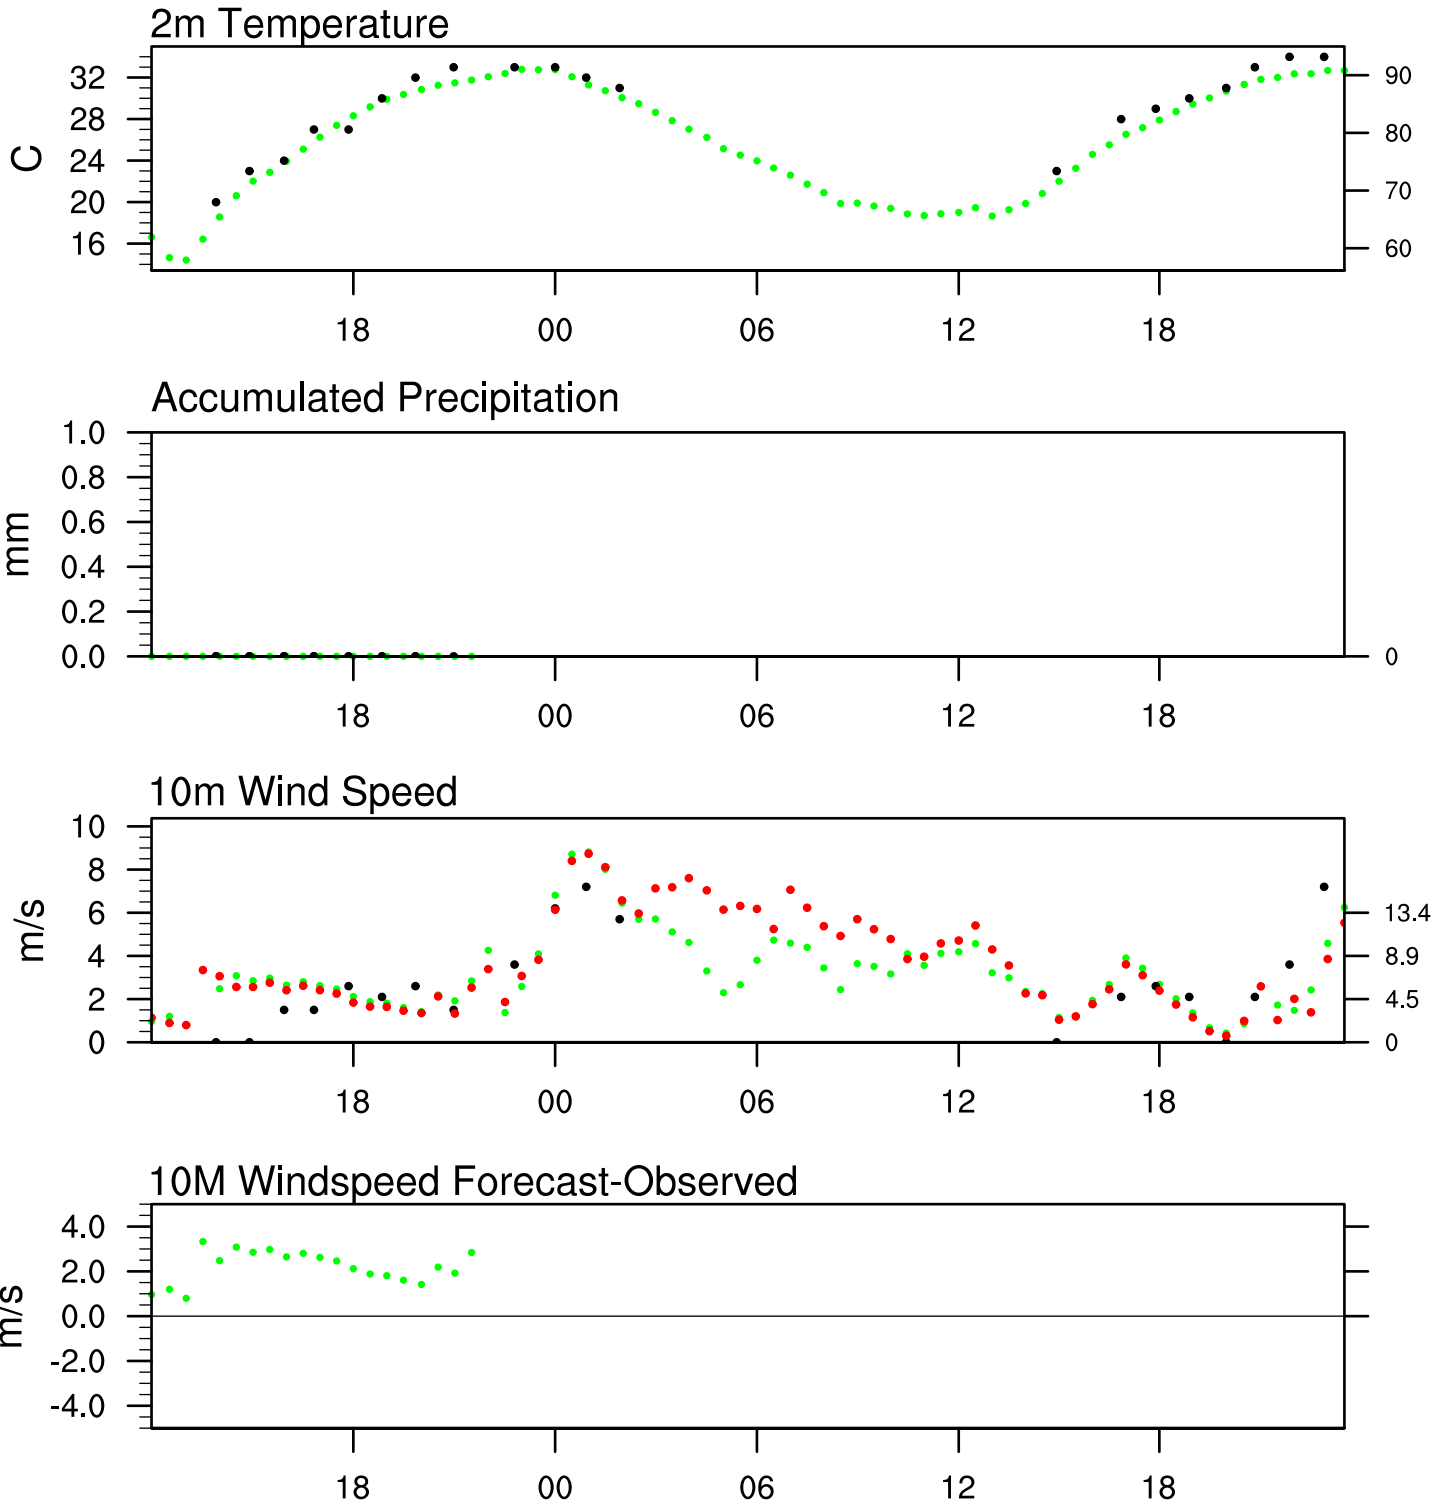 2m Temperature
C
32
28
24
20
16
90
80
70
60
18 00 06 12 18
Accumulated Precipitation
mm
1.0
0.8
0.6
0.4
0.2
0.0
0
18 00 06 12 18
10m Wind Speed
m/s
10
8
6
4
2
0
13.4
8.9
4.5
0
18 00 06 12 18
10M Windspeed Forecast-Observed
m/s
4.0
2.0
0.0
-2.0
-4.0
18 00 06 12 18